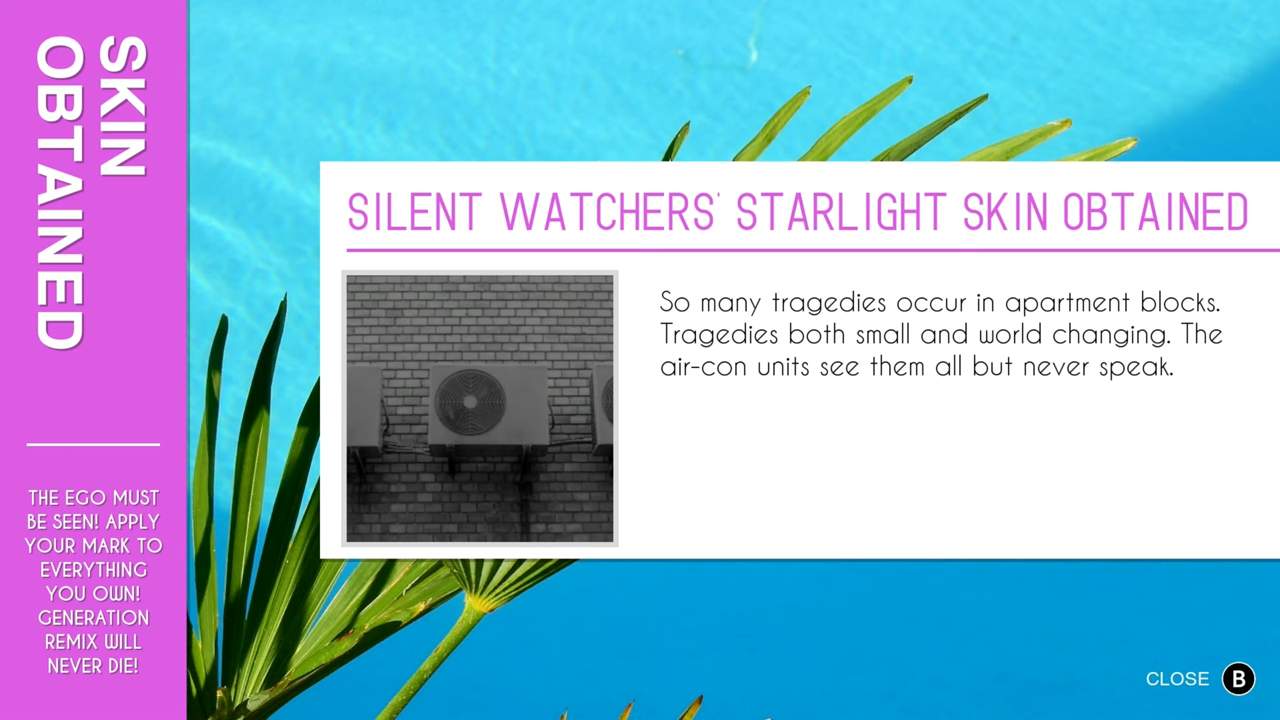 SKIN
OBTAINED
THE EGO MUST
BE SEEN! APPLY
YOUR MARK TO
EVERYTHING
YOU OWN!
GENERATION
REMIX WILL
NEVER DIE!
SILENT WATCHERS' STARLIGHT SKIN OBTAINED
So many tragedies occur in apartment blocks.
Tragedies both small and world changing. The
air-con units see them all but never speak.
CLOSE B